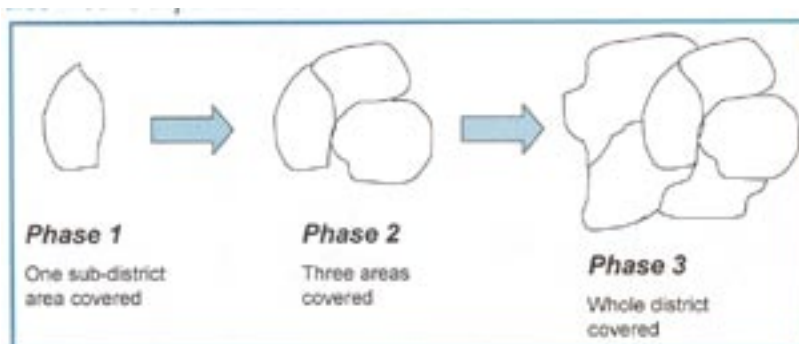 Phase 1
One sub-district
area covered
Phase 2
Three areas
covered
Phase 3
Whole district
covered